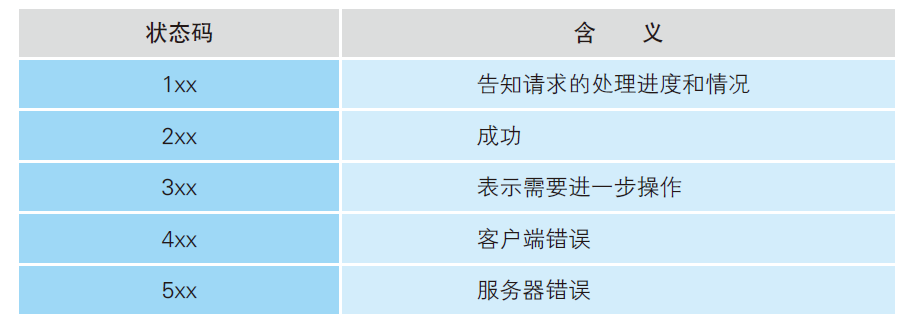 状态码 含 义
1xx 告知请求的处理进度和情况
2xx 成功
3xx 表示需要进一步操作
4xx 客户端错误
5xx 服务器错误